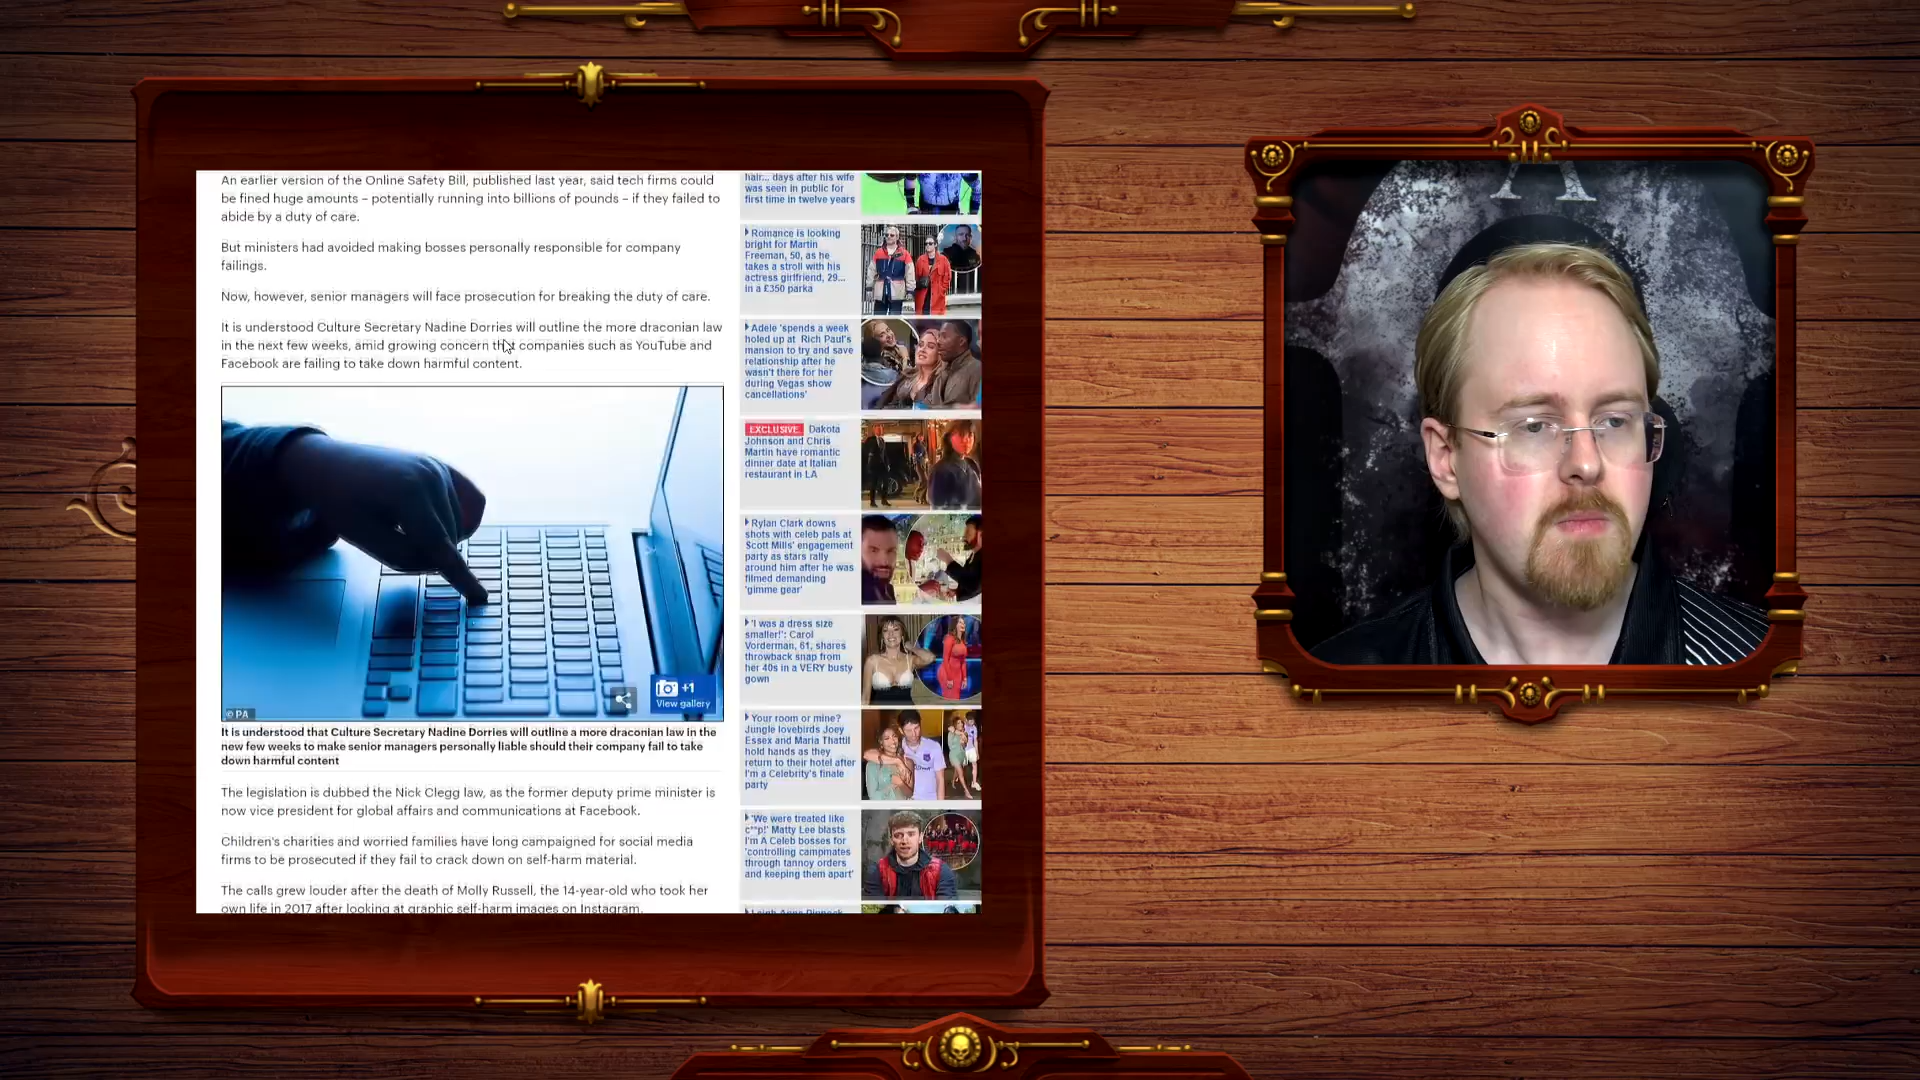 An earlier version of the Online Safety Bill, published last year, said tech firms could
be fined huge amounts – potentially running into billions of pounds – if they failed to
abide by a duty of care.
But ministers had avoided making bosses personally responsible for company
failings.
Now, however, senior managers will face prosecution for breaking the duty of care.
It is understood Culture Secretary Nadine Dorries will outline the more draconian law
in the next few weeks, amid growing concern that companies such as YouTube and
Facebook are failing to take down harmful content.
© PA
+1
View gallery
It is understood that Culture Secretary Nadine Dorries will outline a more draconian law in the
new few weeks to make senior managers personally liable should their company fail to take
down harmful content
The legislation is dubbed the Nick Clegg law, as the former deputy prime minister is
now vice president for global affairs and communications at Facebook.
Children's charities and worried families have long campaigned for social media
firms to be prosecuted if they fail to crack down on self-harm material.
The calls grew louder after the death of Molly Russell, the 14-year-old who took her
own life in 2017 after looking at graphic self-harm images on Instagram.
hair... days after his wife
was seen in public for
first time in twelve years
Romance is looking
bright for Martin
Freeman, 50, as he
takes a stroll with his
actress girlfriend, 29...
in a £350 parka
Adele 'spends a week
holed up at Rich Paul's
mansion to try and save
relationship after he
wasn't there for her
during Vegas show
cancellations'
EXCLUSIVE Dakota
Johnson and Chris
Martin have romantic
dinner date at Italian
restaurant in LA
Rylan Clark downs
shots with celeb pals at
Scott Mills' engagement
party as stars rally
around him after he was
filmed demanding
'gimme gear'
'I was a dress size
smaller!': Carol
Vorderman, 61, shares
throwback snap from
her 40s in a VERY busty
gown
Your room or mine?
Jungle lovebirds Joey
Essex and Maria Thattil
hold hands as they
return to their hotel after
I'm a Celebrity's finale
party
'We were treated like
c**p!' Matty Lee blasts
I'm A Celeb bosses for
'controlling campmates
through tannoy orders
and keeping them apart'